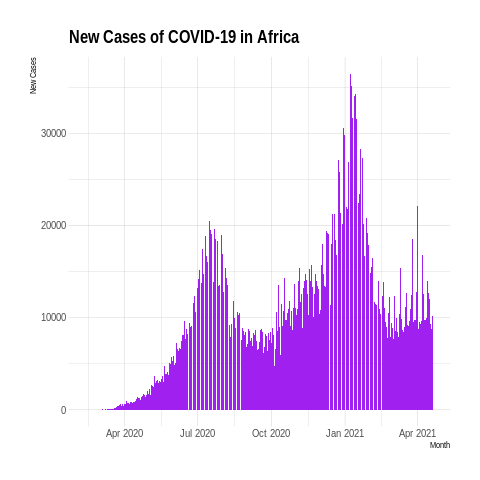 New Cases of COVID-19 in Africa
New Cases
30000
20000
10000
0
Apr 2020 Jul 2020 Oct 2020 Jan 2021 Apr 2021
Month